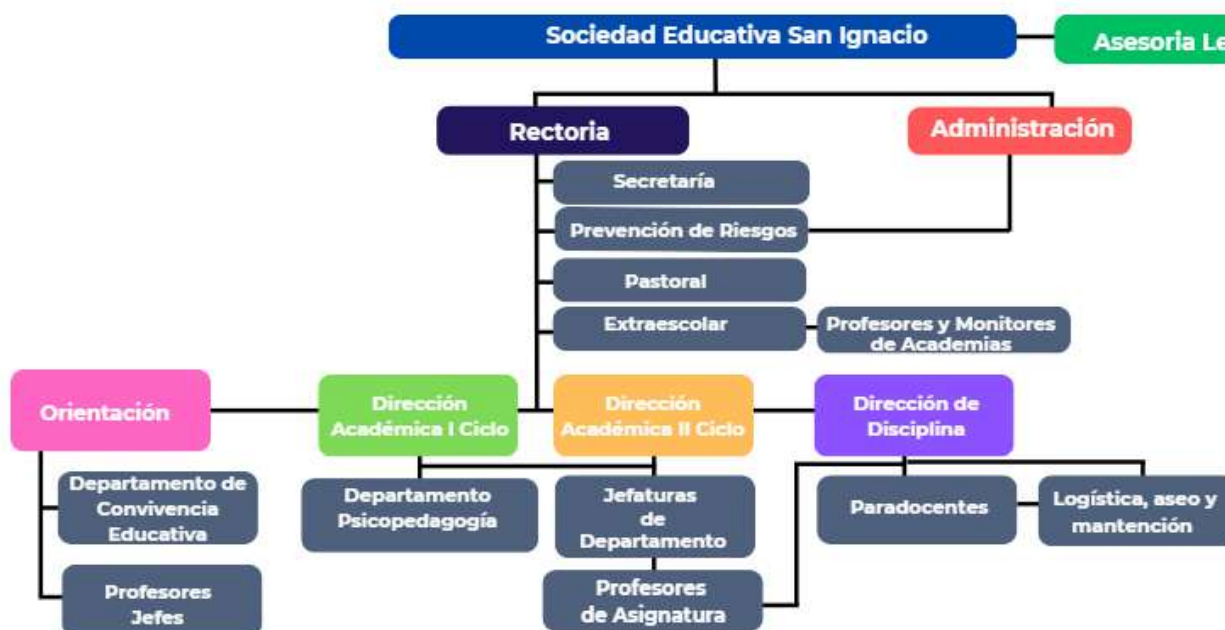 Sociedad Educativa San Ignacio
Asesoria
Rectoria
Administración
Secretaría
Prevención de Riesgos
Pastoral
Extraescolar
Profesores y Monitores
de Academias
Orientación
Dirección
Académica I Ciclo
Dirección
Académica II Ciclo
Dirección de
Disciplina
Departamento de
Convivencia
Educativa
Departamento
Psicopedagogía
Jefaturas
de
Departamento
Paradocentes
Logística, aseo y
mantención
Profesores
Jefes
Profesores
de Asignatura